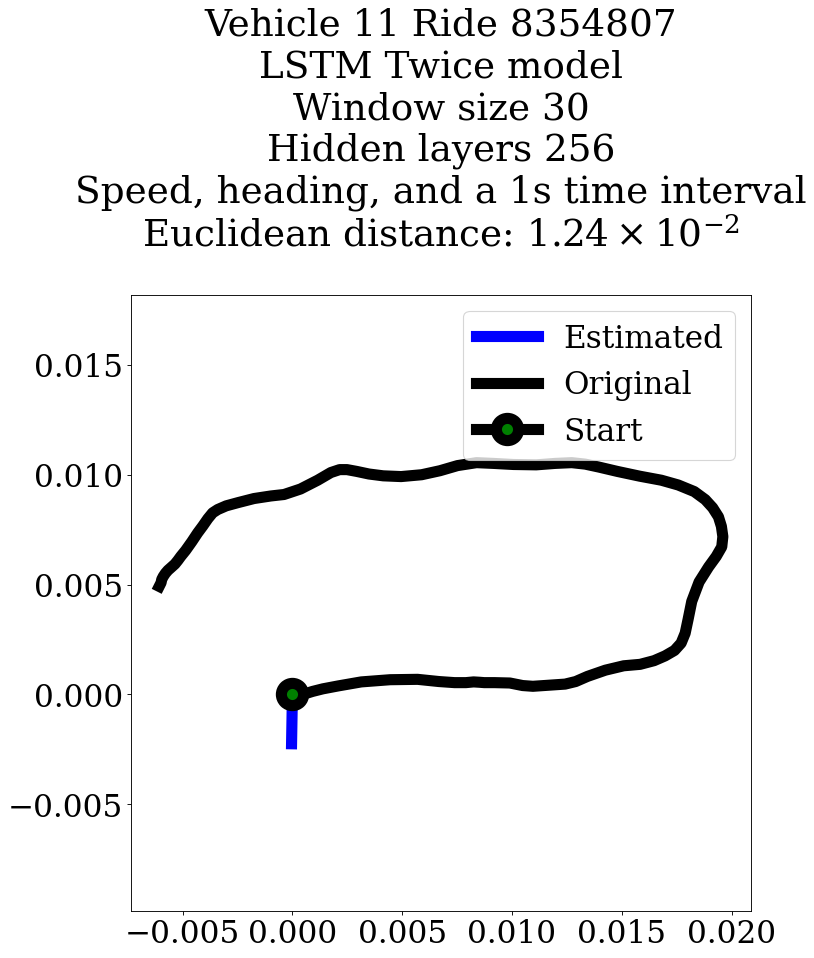 Vehicle 11 Ride 8354807
LSTM Twice model
Window size 30
Hidden layers 256
Speed, heading, and a 1s time interval
Euclidean distance: 1.24 × 10⁻²
Estimated
Original
Start
0.015
0.010
0.005
0.000
−0.005
−0.005 0.000 0.005 0.010 0.015 0.020